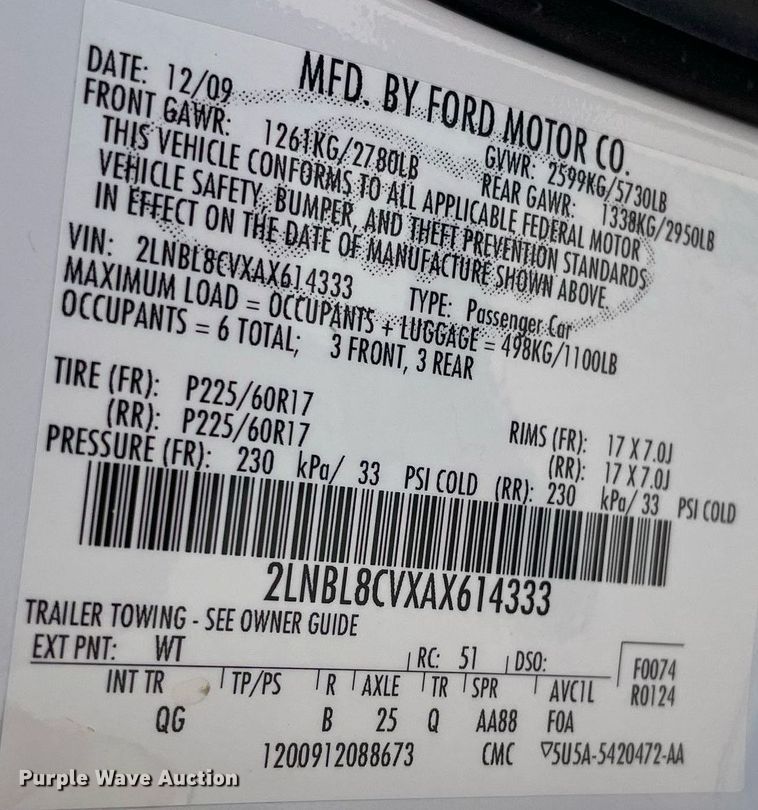 MFD. BY FORD MOTOR CO.
DATE: 12/09 GVWR: 2599KG/5730LB
FRONT GAWR: 1261KG/2780LB REAR GAWR: 1338KG/2950LB
THIS VEHICLE CONFORMS TO ALL APPLICABLE FEDERAL MOTOR
VEHICLE SAFETY, BUMPER, AND THEFT PREVENTION STANDARDS
IN EFFECT ON THE DATE OF MANUFACTURE SHOWN ABOVE.
VIN: 2LNBL8CVXAX614333 TYPE: Passenger Car
MAXIMUM LOAD = OCCUPANTS + LUGGAGE = 498KG/1100LB
OCCUPANTS = 6 TOTAL; 3 FRONT, 3 REAR
TIRE (FR): P225/60R17 RIMS (FR): 17 X 7.0J
(RR): P225/60R17 (RR): 17 X 7.0J
PRESSURE (FR): 230 kPa/ 33 PSI COLD (RR): 230 kPa/ 33 PSI COLD
2LNBL8CVXAX614333
TRAILER TOWING - SEE OWNER GUIDE
EXT PNT: WT RC: 51 DSO: F0074
INT TR TP/PS R AXLE TR SPR AVC1L R0124
QG B 25 Q AA88 F0A
1200912088673 CMC ▽5U5A-5420472-AA
Purple Wave Auction